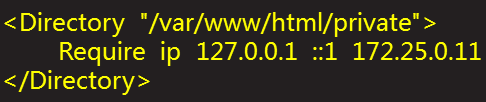 <Directory "/var/www/html/private">
Require ip 127.0.0.1 ::1 172.25.0.11
</Directory>